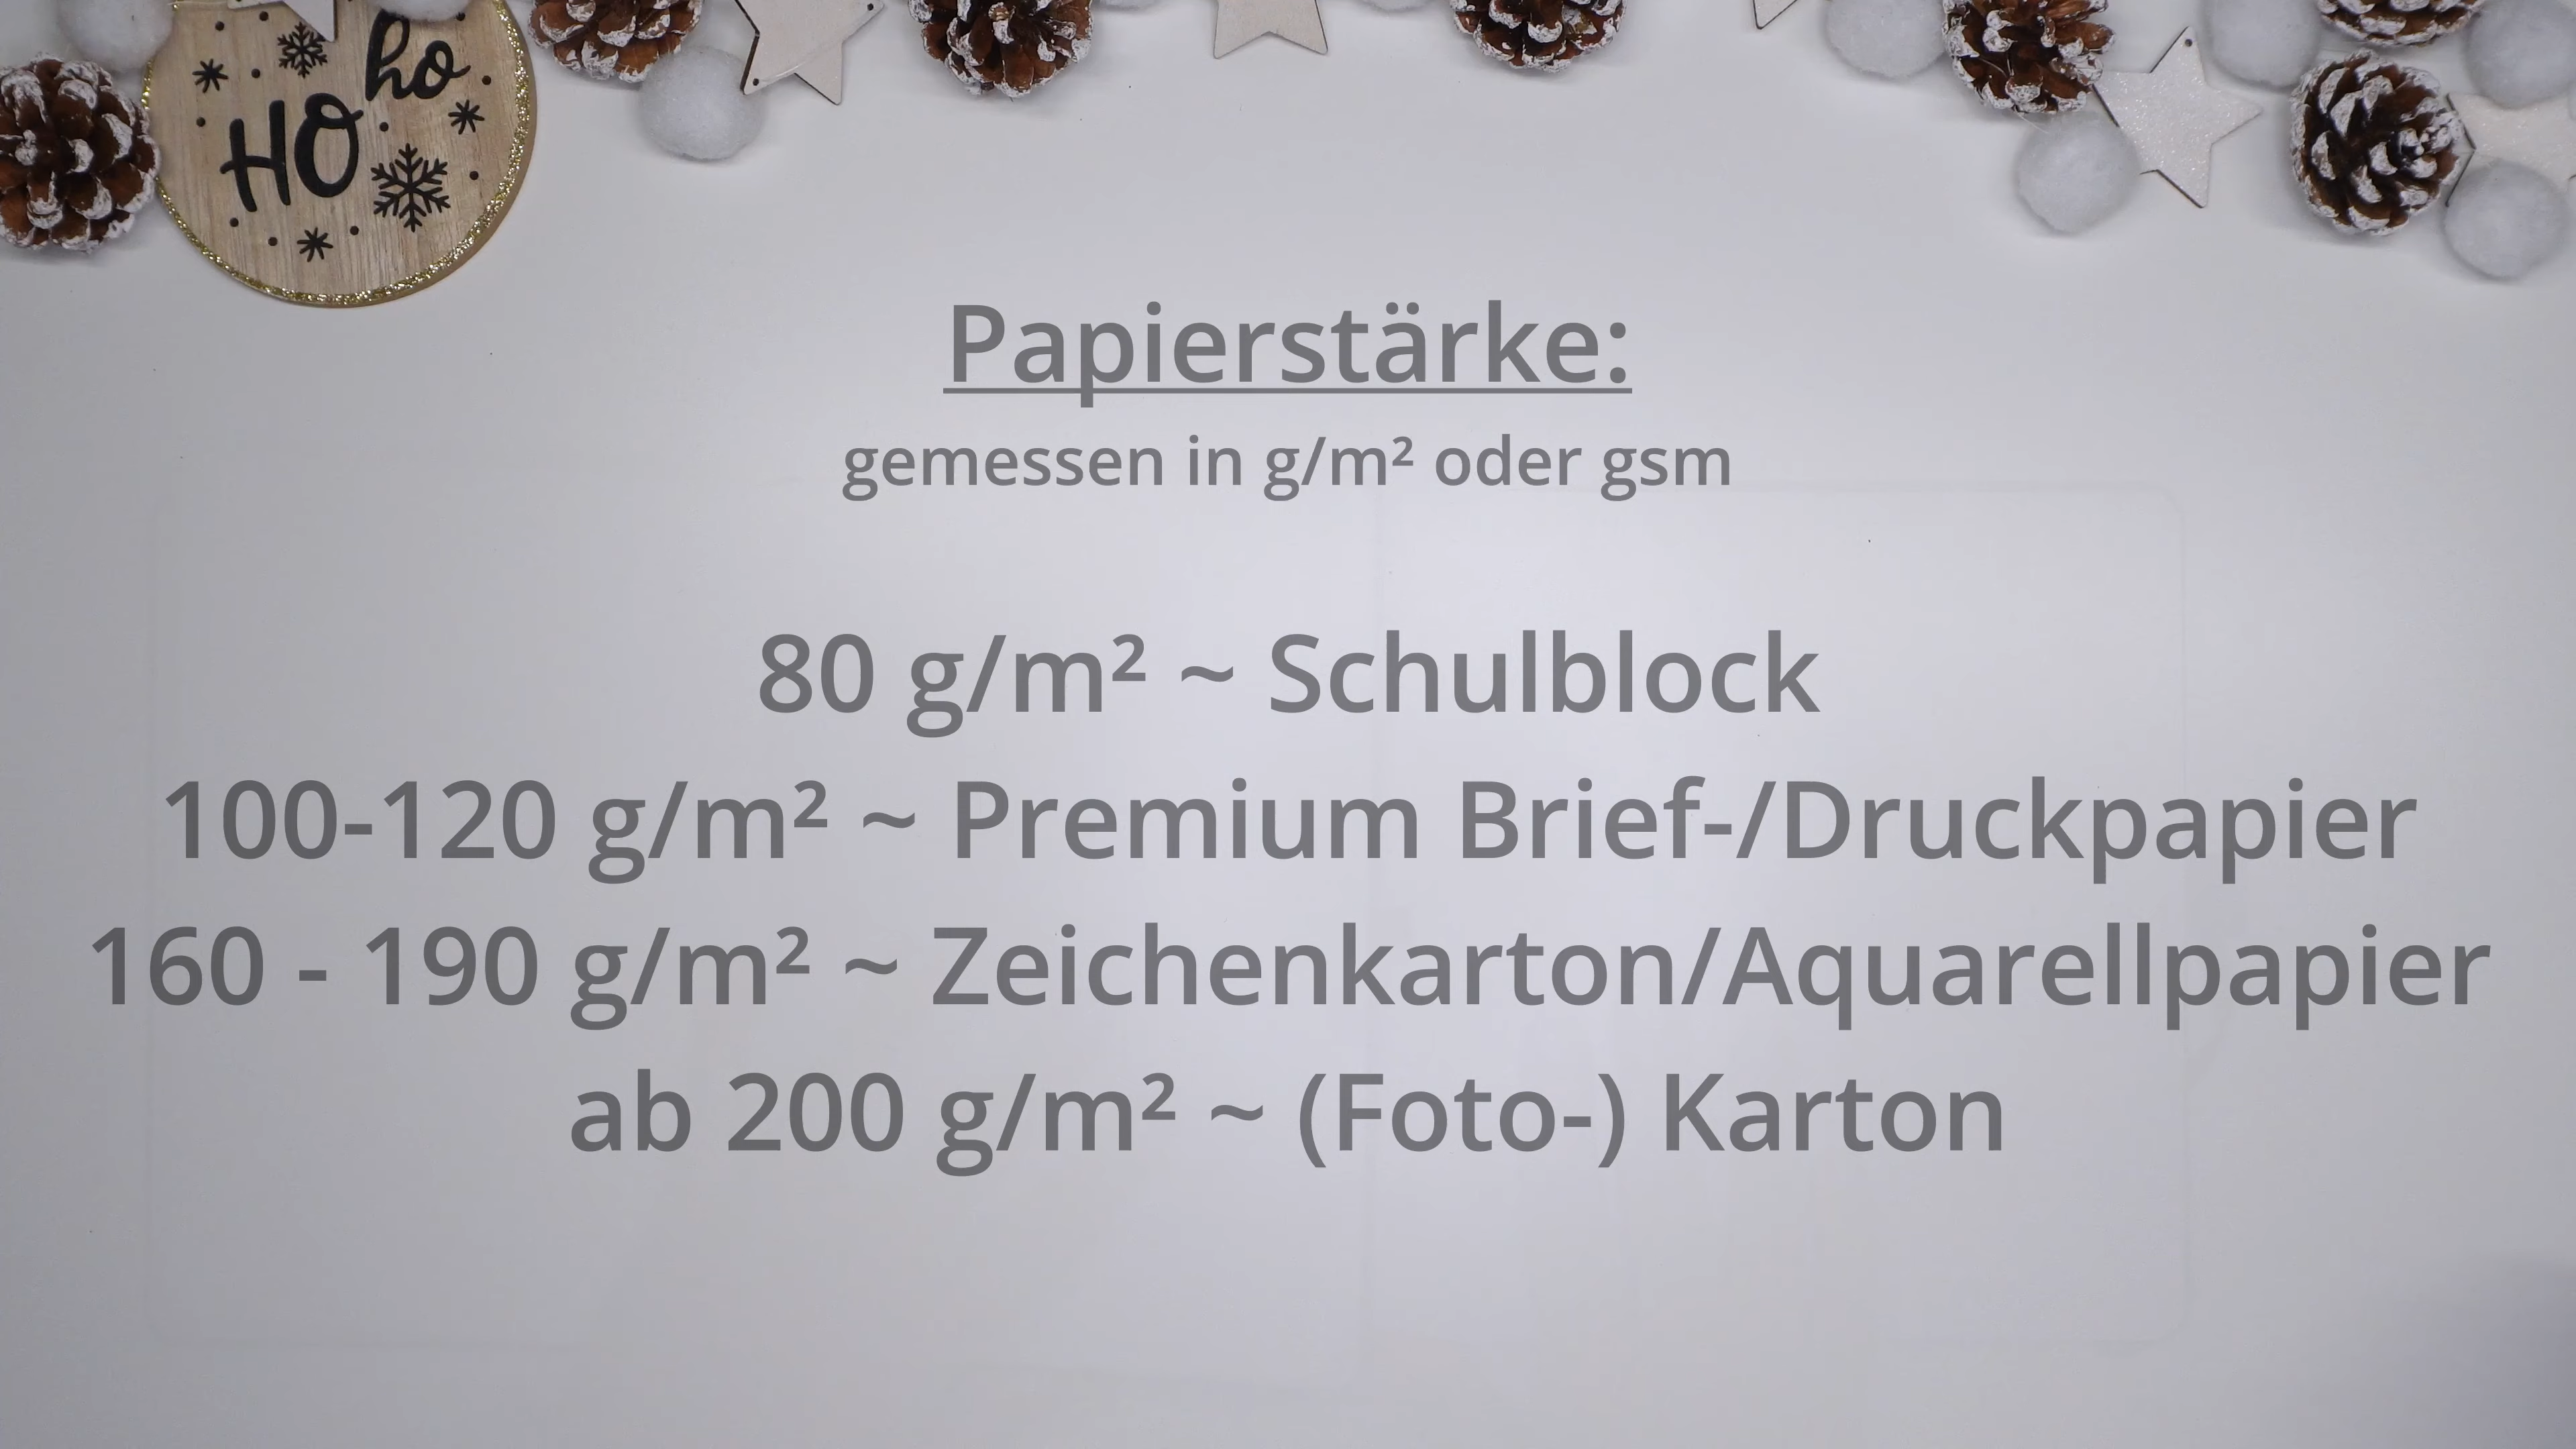 ho
HO
Papierstärke:
gemessen in g/m² oder gsm
80 g/m² ~ Schulblock
100-120 g/m² ~ Premium Brief-/Druckpapier
160 - 190 g/m² ~ Zeichenkarton/Aquarellpapier
ab 200 g/m² ~ (Foto-) Karton